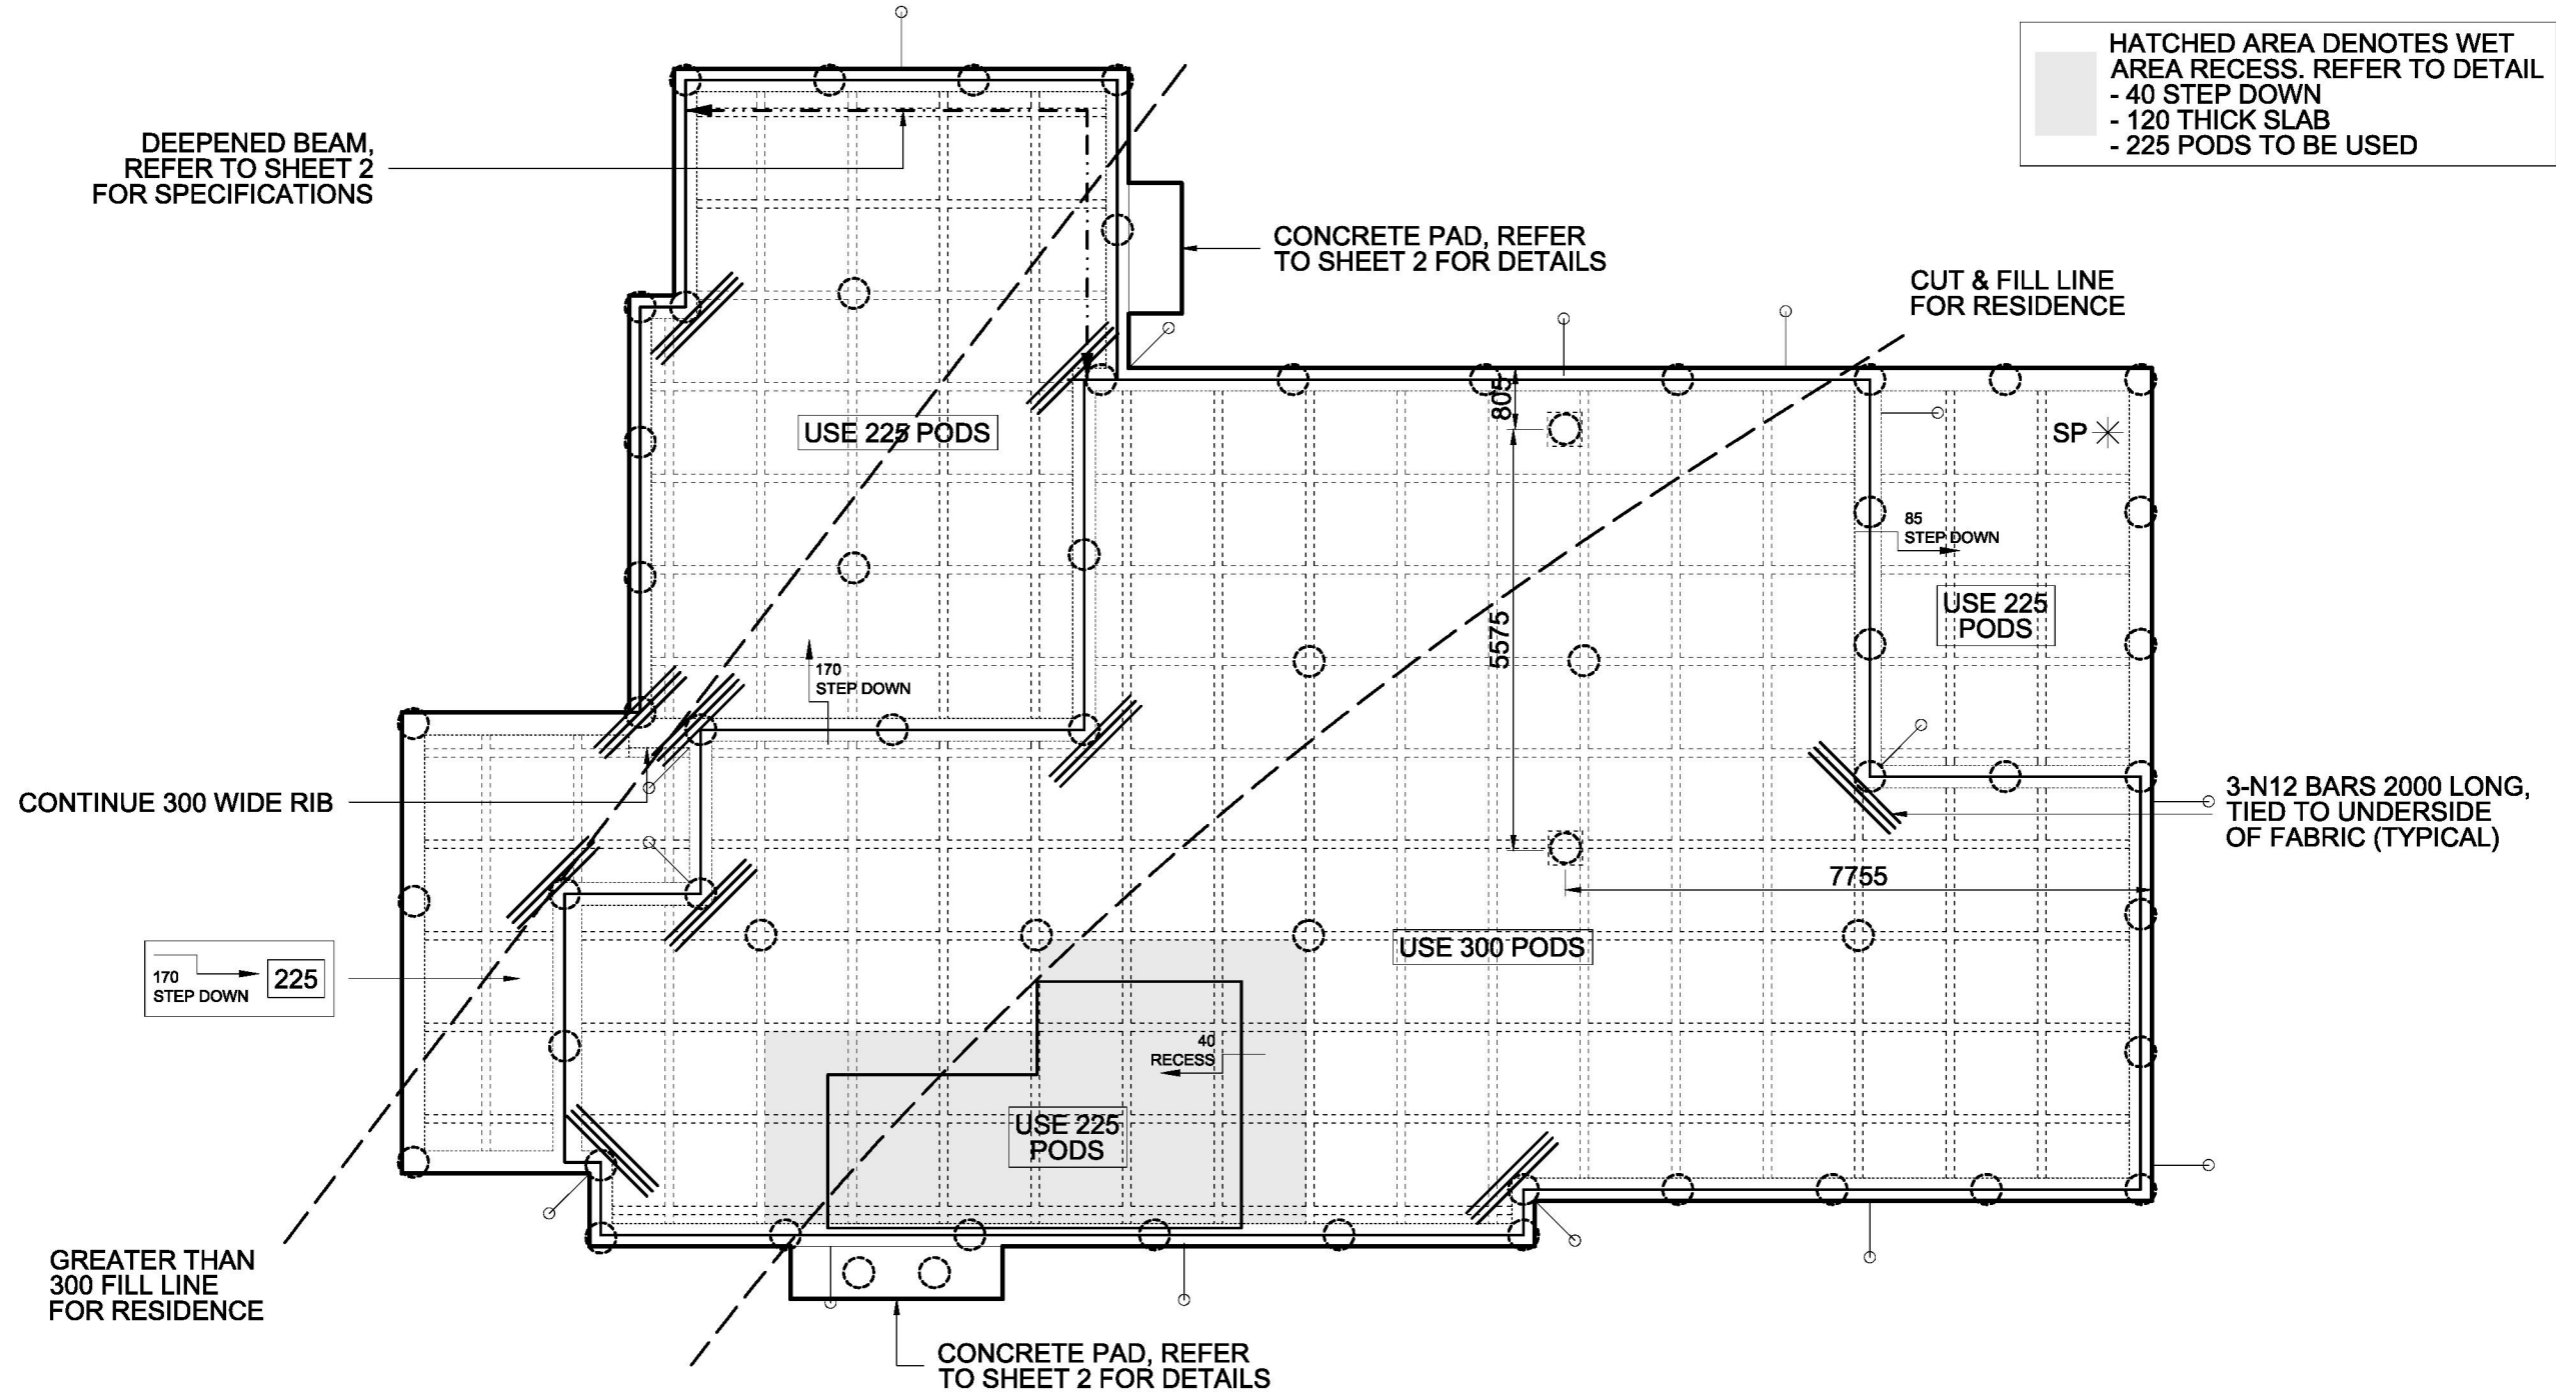 HATCHED AREA DENOTES WET
AREA RECESS. REFER TO DETAIL
- 40 STEP DOWN
- 120 THICK SLAB
- 225 PODS TO BE USED
DEEPENED BEAM,
REFER TO SHEET 2
FOR SPECIFICATIONS
CONCRETE PAD, REFER
TO SHEET 2 FOR DETAILS
CUT & FILL LINE
FOR RESIDENCE
805
USE 225 PODS
SP
85
STEP DOWN
USE 225
PODS
5575
170
STEP DOWN
CONTINUE 300 WIDE RIB
3-N12 BARS 2000 LONG,
TIED TO UNDERSIDE
OF FABRIC (TYPICAL)
7755
USE 300 PODS
170
STEP DOWN
225
40
RECESS
USE 225
PODS
GREATER THAN
300 FILL LINE
FOR RESIDENCE
CONCRETE PAD, REFER
TO SHEET 2 FOR DETAILS